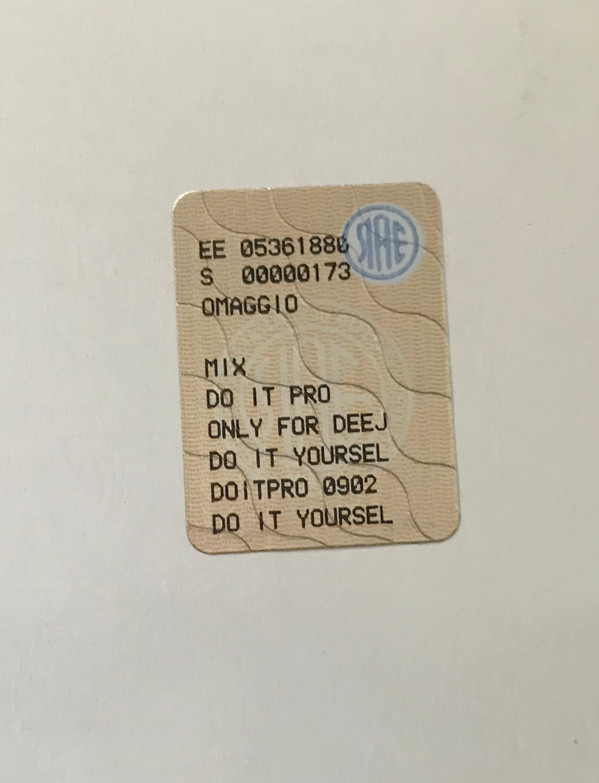 EE 05361880
S 00000173
OMAGGIO
MIX
DO IT PRO
ONLY FOR DEEJ
DO IT YOURSEL
DOITPRO 0902
DO IT YOURSEL